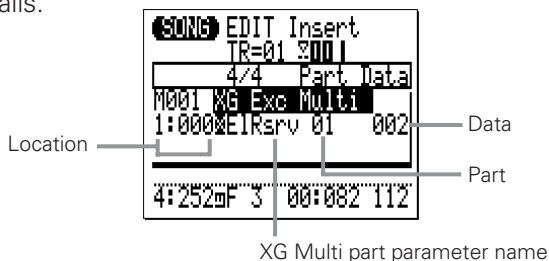 ails.
SONG EDIT Insert
TR=01
4/4 Part Data
M001 XG Exc Multi
1:000 ElRsrv 01 002
4:252 F 3 00:082 112
Location
Data
Part
XG Multi part parameter name